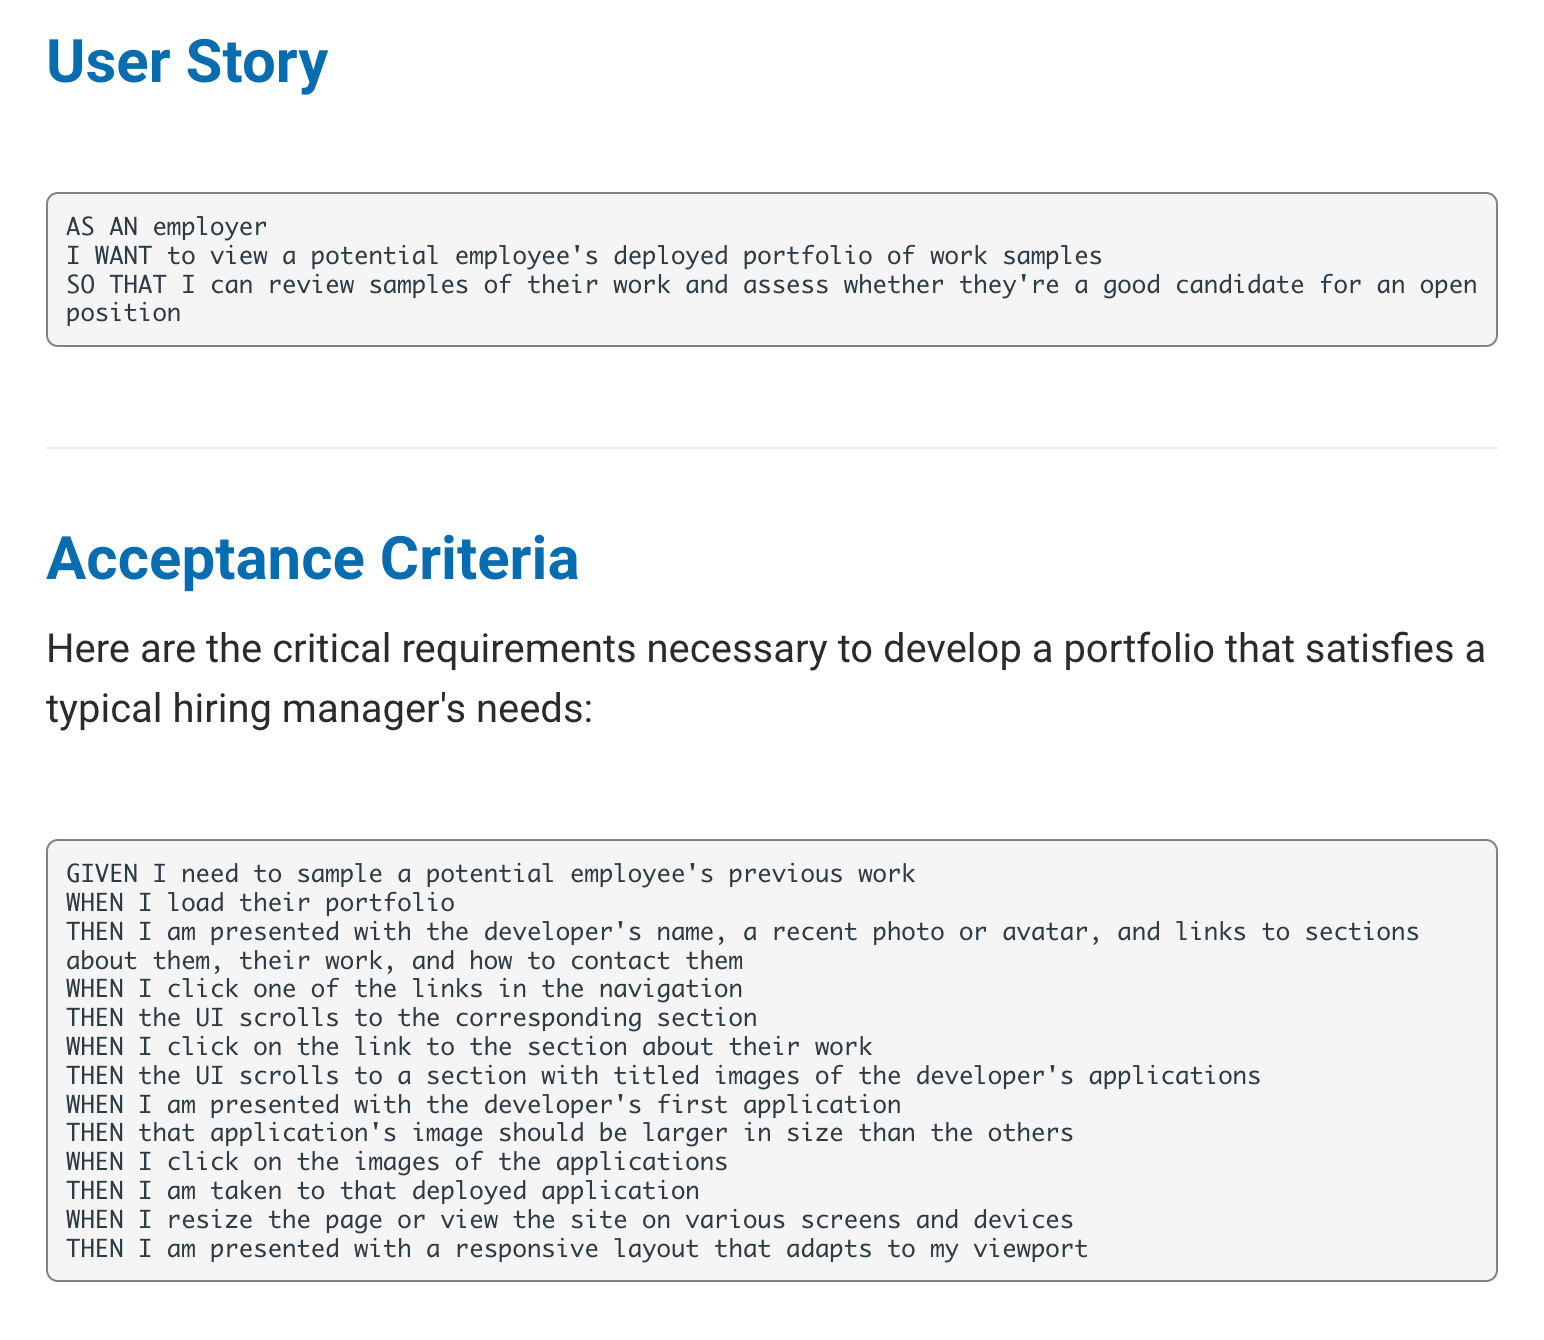 User Story
AS AN employer
I WANT to view a potential employee's deployed portfolio of work samples
SO THAT I can review samples of their work and assess whether they're a good candidate for an open
position
Acceptance Criteria
Here are the critical requirements necessary to develop a portfolio that satisfies a
typical hiring manager's needs:
GIVEN I need to sample a potential employee's previous work
WHEN I load their portfolio
THEN I am presented with the developer's name, a recent photo or avatar, and links to sections
about them, their work, and how to contact them
WHEN I click one of the links in the navigation
THEN the UI scrolls to the corresponding section
WHEN I click on the link to the section about their work
THEN the UI scrolls to a section with titled images of the developer's applications
WHEN I am presented with the developer's first application
THEN that application's image should be larger in size than the others
WHEN I click on the images of the applications
THEN I am taken to that deployed application
WHEN I resize the page or view the site on various screens and devices
THEN I am presented with a responsive layout that adapts to my viewport